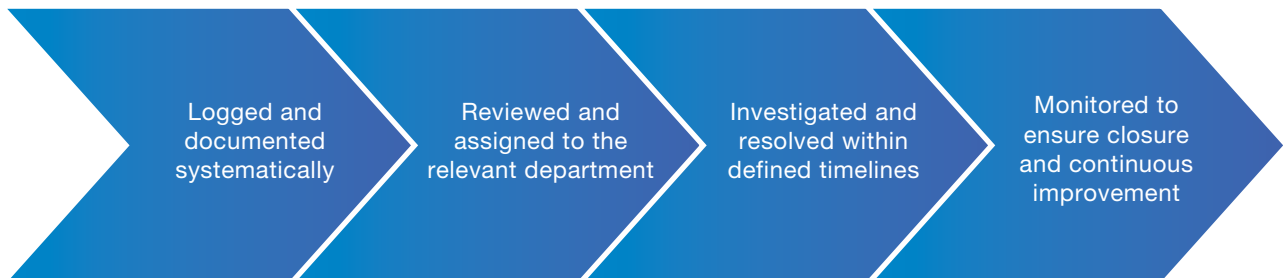 Logged and
documented
systematically
Reviewed and
assigned to the
relevant department
Investigated and
resolved within
defined timelines
Monitored to
ensure closure
and continuous
improvement